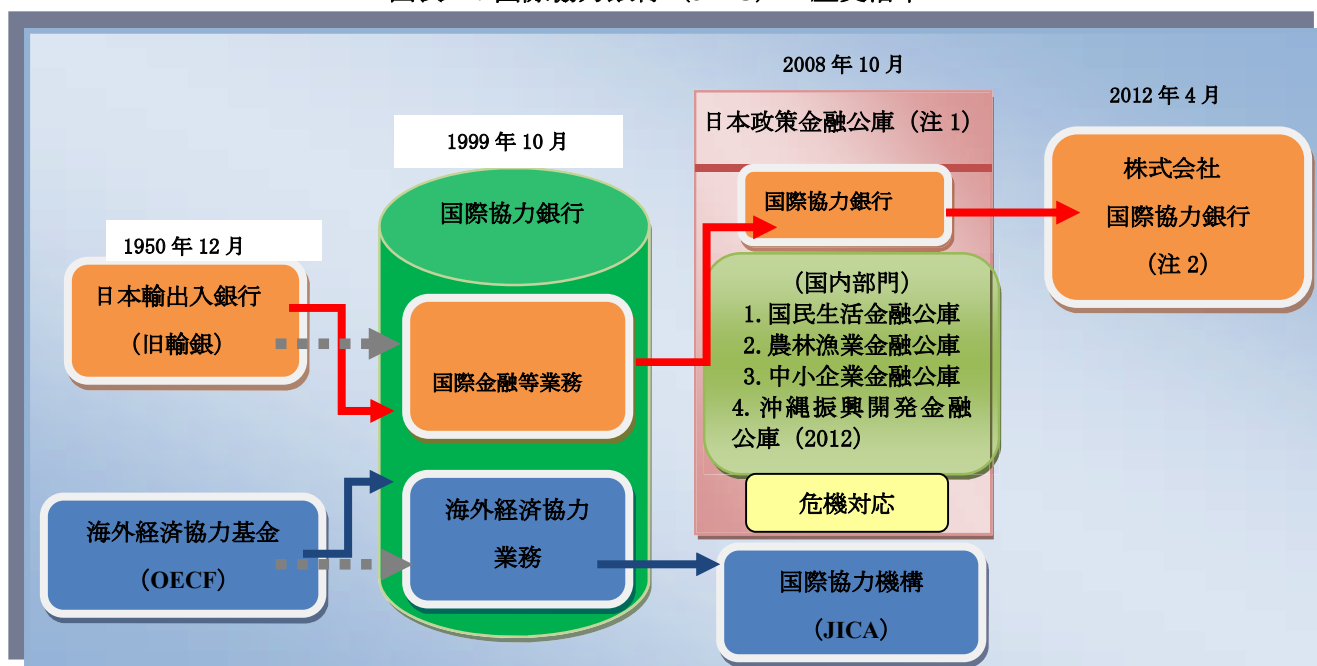 1950 年 12 月
日本輸出入銀行
(旧輸銀)
海外経済協力基金
(OECF)
1999 年 10 月
国際協力銀行
国際金融等業務
海外経済協力
業務
2008 年 10 月
日本政策金融公庫(注 1)
国際協力銀行
(国内部門)
1. 国民生活金融公庫
2. 農林漁業金融公庫
3. 中小企業金融公庫
4. 沖縄振興開発金融
公庫(2012)
危機対応
国際協力機構
(JICA)
2012 年 4 月
株式会社
国際協力銀行
(注 2)